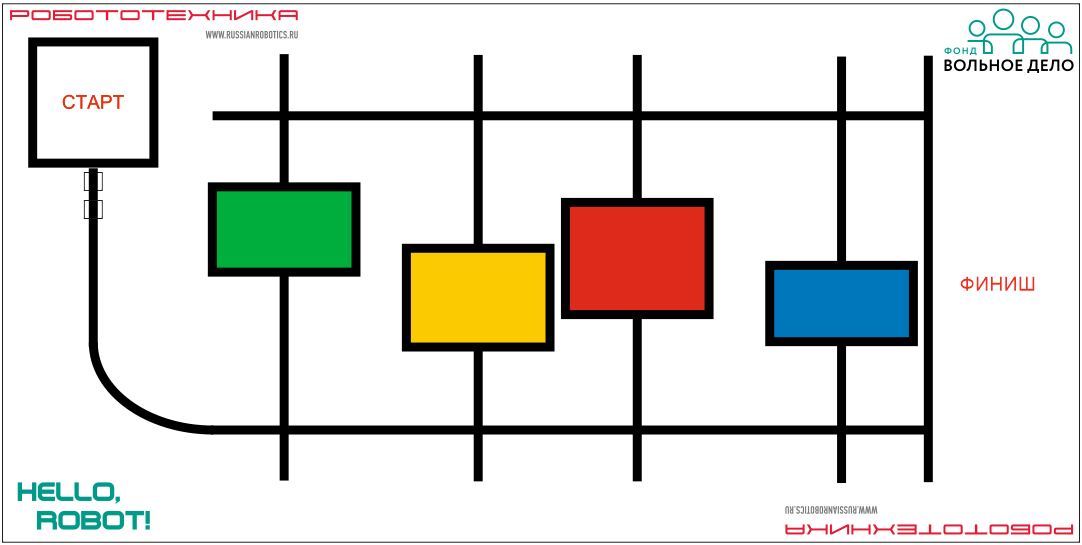 РОБОТОТЕХНИКА
WWW.RUSSIANROBOTICS.RU
ФОНД
ВОЛЬНОЕ ДЕЛО
СТАРТ
ФИНИШ
HELLO,
ROBOT!
WWW.RUSSIANROBOTICS.RU
РОБОТОТЕХНИКА